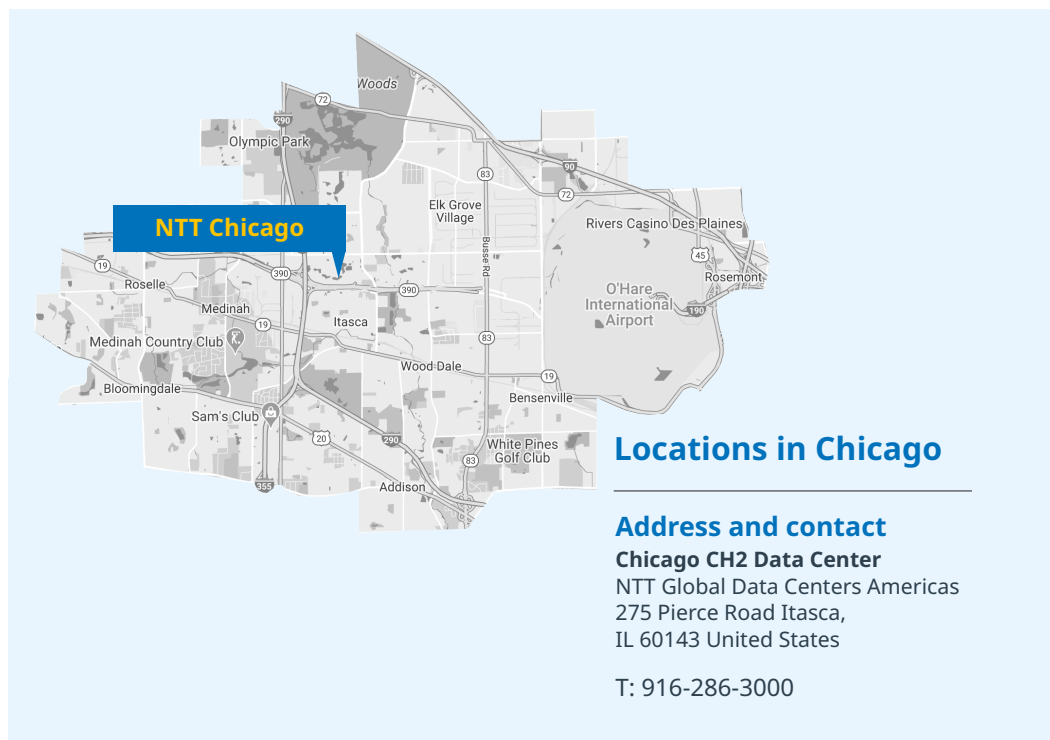 Woods
72
290
Olympic Park
90
83
72
Elk Grove
Village
Rivers Casino Des Plaines
NTT Chicago
Busse Rd
45
19
390
Rosemont
Roselle
390
O'Hare
International
Airport
190
Medinah
19
Itasca
83
Medinah Country Club
Wood Dale
19
Bloomingdale
Bensenville
Sam's Club
20
290
White Pines
Golf Club
83
355
Addison
Locations in Chicago
Address and contact
Chicago CH2 Data Center
NTT Global Data Centers Americas
275 Pierce Road Itasca,
IL 60143 United States
T: 916-286-3000